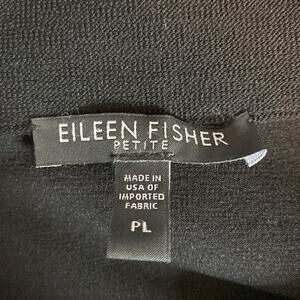 EILEEN FISHER
PETITE
MADE IN
USA OF
IMPORTED
FABRIC
PL